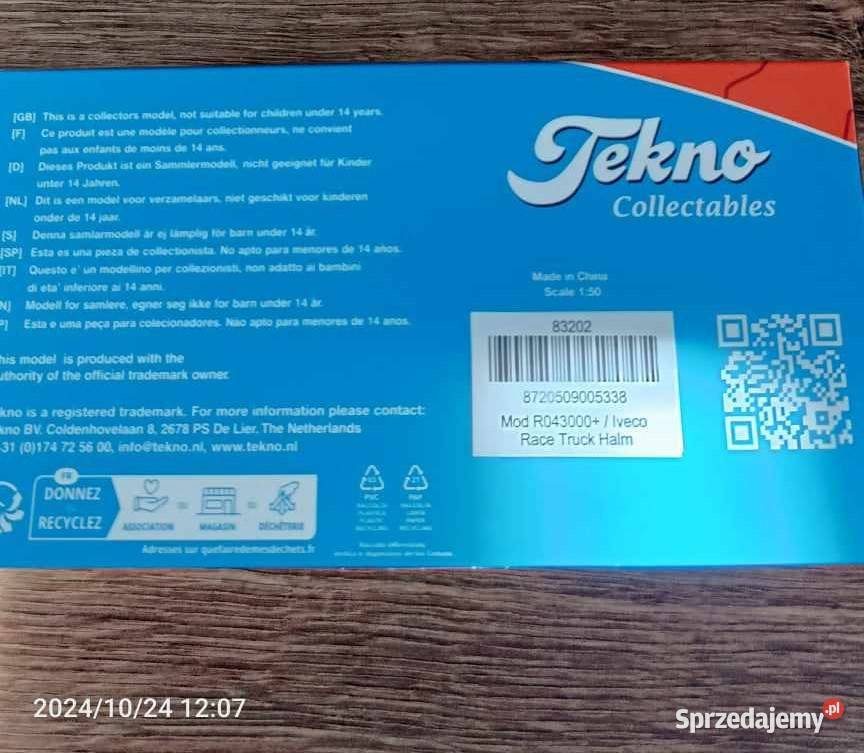 [GB] This is a collectors model, not suitable for children under 14 years.
[F] Ce produit est une modéle pour collectionneurs, ne convient
pas aux enfants de moins de 14 ans.
[D] Dieses Produkt ist ein Sammlermodell, nicht geeignet für Kinder
unter 14 Jahren.
[NL] Dit is een model voor verzamelaars, niet geschikt voor kinderen
onder de 14 jaar.
[S] Denna samlarmodell är ej lämplig för barn under 14 år.
[SP] Esta es una pieza de collectionista. No apto para menores de 14 años.
[IT] Questo e' un modellino per collezionisti, non adatto ai bambini
di eta' inferiore ai 14 anni.
N] Modell for samlere, egner seg ikke for barn under 14 år.
P] Esta e uma peça para colecionadores. Nao apto para menores de 14 anos.
his model is produced with the
uthority of the official trademark owner.
kno is a registered trademark. For more information please contact:
kno BV. Coldenhovelaan 8, 2678 PS De Lier, The Netherlands
31 (0)174 72 56 00, info@tekno.nl, www.tekno.nl
FR
DONNEZ
RECYCLEZ
ASSOCIATION
MAGASIN
DÉCHÈTERIE
Adresses sur quefairedemesdechets.fr
PVC
PAP
Tekno
Collectables
Made in China
Scale 1:50
83202
8720509005338
Mod R043000+ / Iveco
Race Truck Halm
2024/10/24 12:07
Sprzedajemy.pl